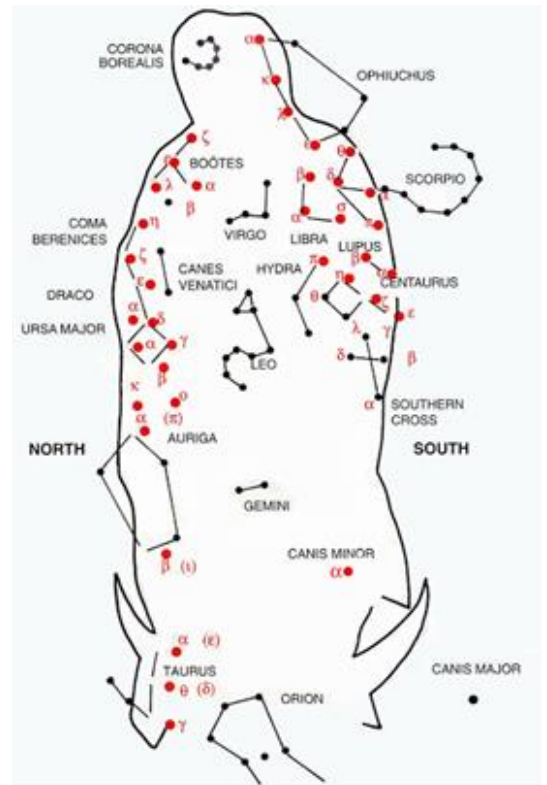 α
CORONA
BOREALIS
κ
OPHIUCHUS
λ
ζ
ε θ
BOÖTES
β δ
SCORPIO
λ α
β
α σ
π
COMA
BERENICES
η
VIRGO
LIBRA
LUPUS
ζ
CANES
VENATICI
HYDRA
π β
α
CENTAURUS
ε
η
DRACO
θ ζ
α
δ
ε
URSA MAJOR
α γ
λ γ
LEO
δ β
β
κ
ο
α (π)
α
SOUTHERN
CROSS
AURIGA
NORTH
SOUTH
GEMINI
CANIS MINOR
β (ι)
α
α (ε)
TAURUS
CANIS MAJOR
θ (δ)
ORION
γ